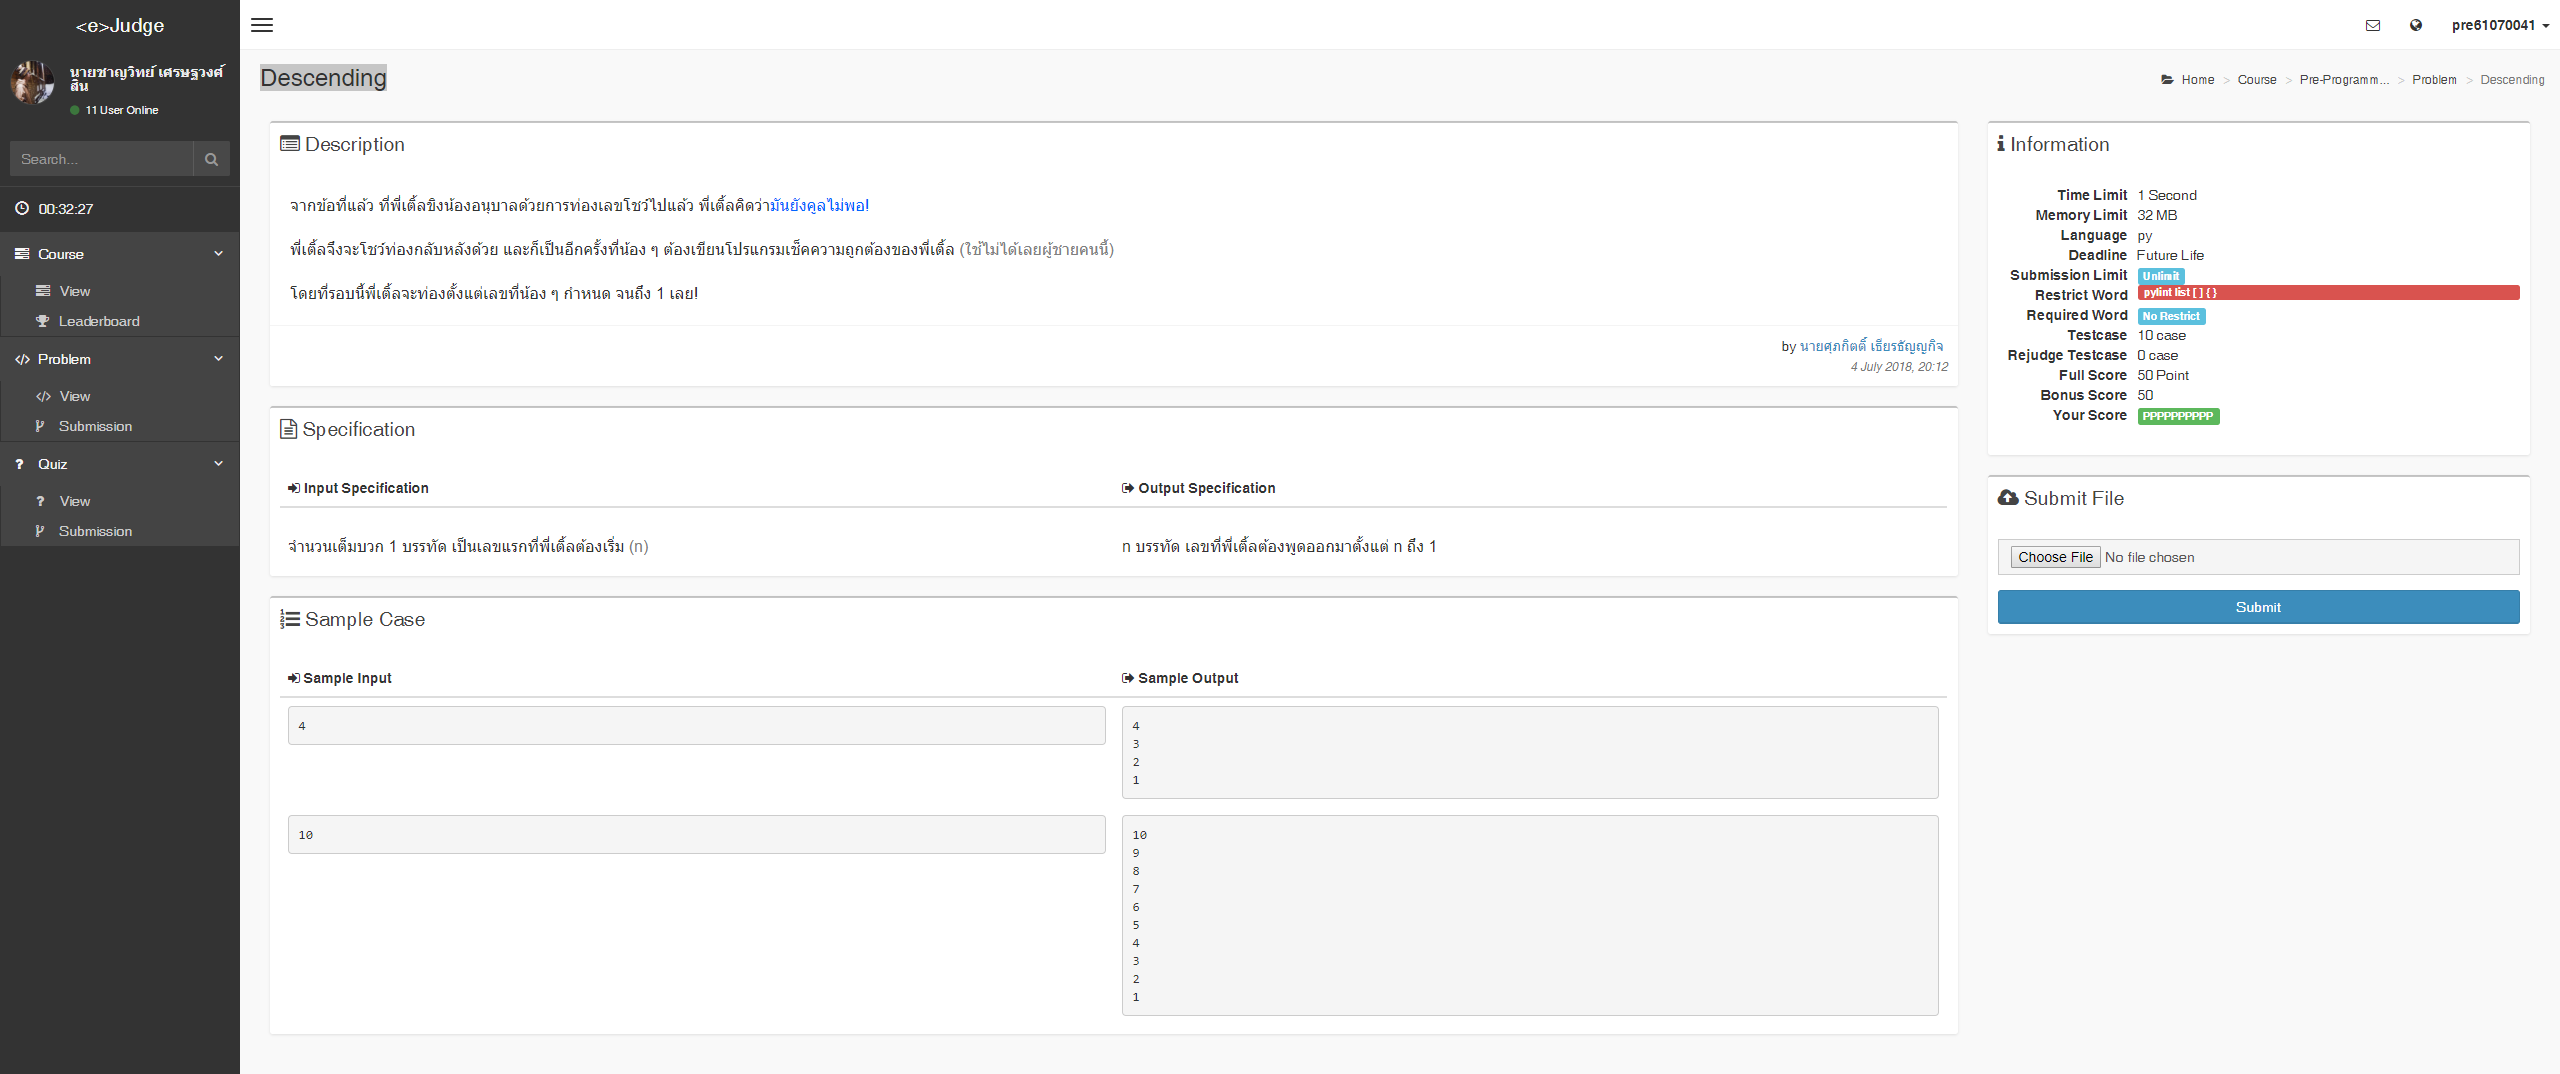 <e>Judge
pre61070041
นายชาญวิทย์ เศรษฐวงศ์
สิน
11 User Online
Search...
00:32:27
Course
View
Leaderboard
Problem
View
Submission
Quiz
View
Submission
Descending
Home > Course > Pre-Programm... > Problem > Descending
Description
จากข้อที่แล้ว ที่พี่เติ้ลขิงน้องอนุบาลด้วยการท่องเลขโชว์ไปแล้ว พี่เติ้ลคิดว่ามันยังคูลไม่พอ!
พี่เติ้ลจึงจะโชว์ท่องกลับหลังด้วย และก็เป็นอีกครั้งที่น้อง ๆ ต้องเขียนโปรแกรมเช็คความถูกต้องของพี่เติ้ล (ใช้ไม่ได้เลยผู้ชายคนนี้)
โดยที่รอบนี้พี่เติ้ลจะท่องตั้งแต่เลขที่น้อง ๆ กำหนด จนถึง 1 เลย!
by นายศุภกิตติ์ เธียรธัญญกิจ
4 July 2018, 20:12
Specification
Input Specification
Output Specification
จำนวนเต็มบวก 1 บรรทัด เป็นเลขแรกที่พี่เติ้ลต้องเริ่ม (n)
n บรรทัด เลขที่พี่เติ้ลต้องพูดออกมาตั้งแต่ n ถึง 1
Sample Case
Sample Input
Sample Output
4
4
3
2
1
10
10
9
8
7
6
5
4
3
2
1
Information
Time Limit 1 Second
Memory Limit 32 MB
Language py
Deadline Future Life
Submission Limit Unlimit
Restrict Word pylint list [ ] { }
Required Word No Restrict
Testcase 10 case
Rejudge Testcase 0 case
Full Score 50 Point
Bonus Score 50
Your Score PPPPPPPPPP
Submit File
Choose File No file chosen
Submit